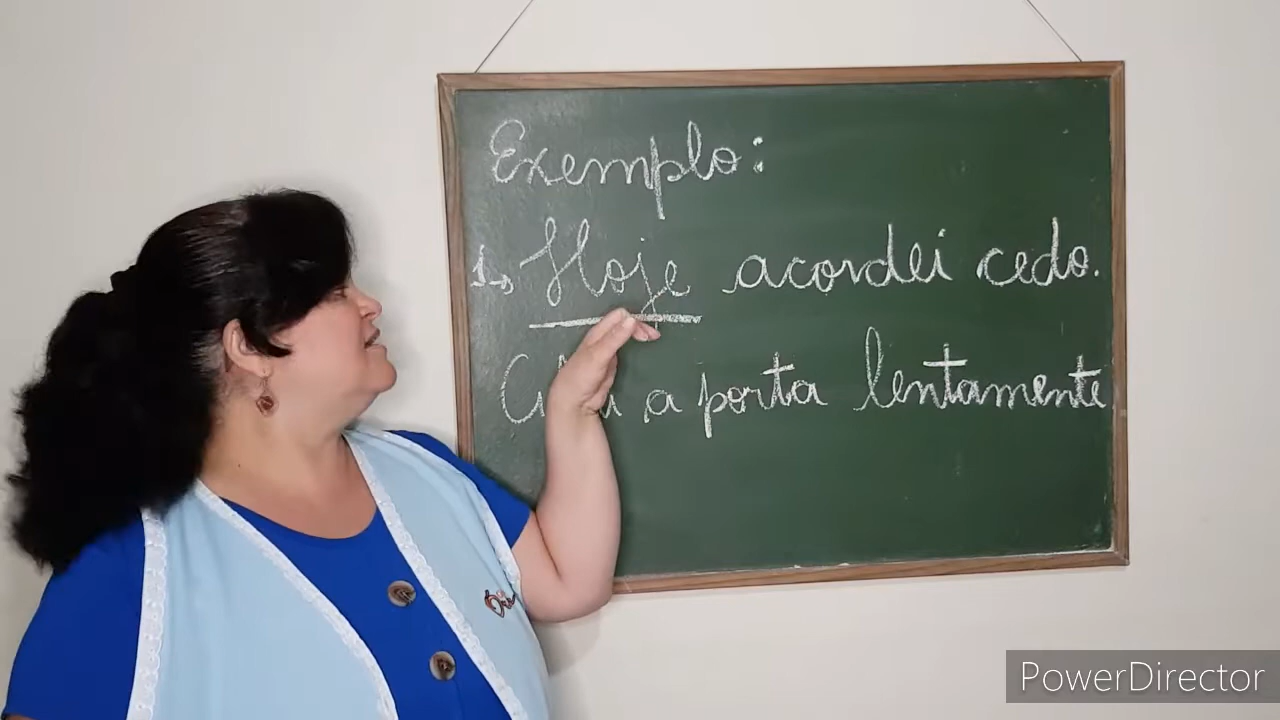 Exemplo:
1→ Hoje acordei cedo.
a porta lentamente
PowerDirector